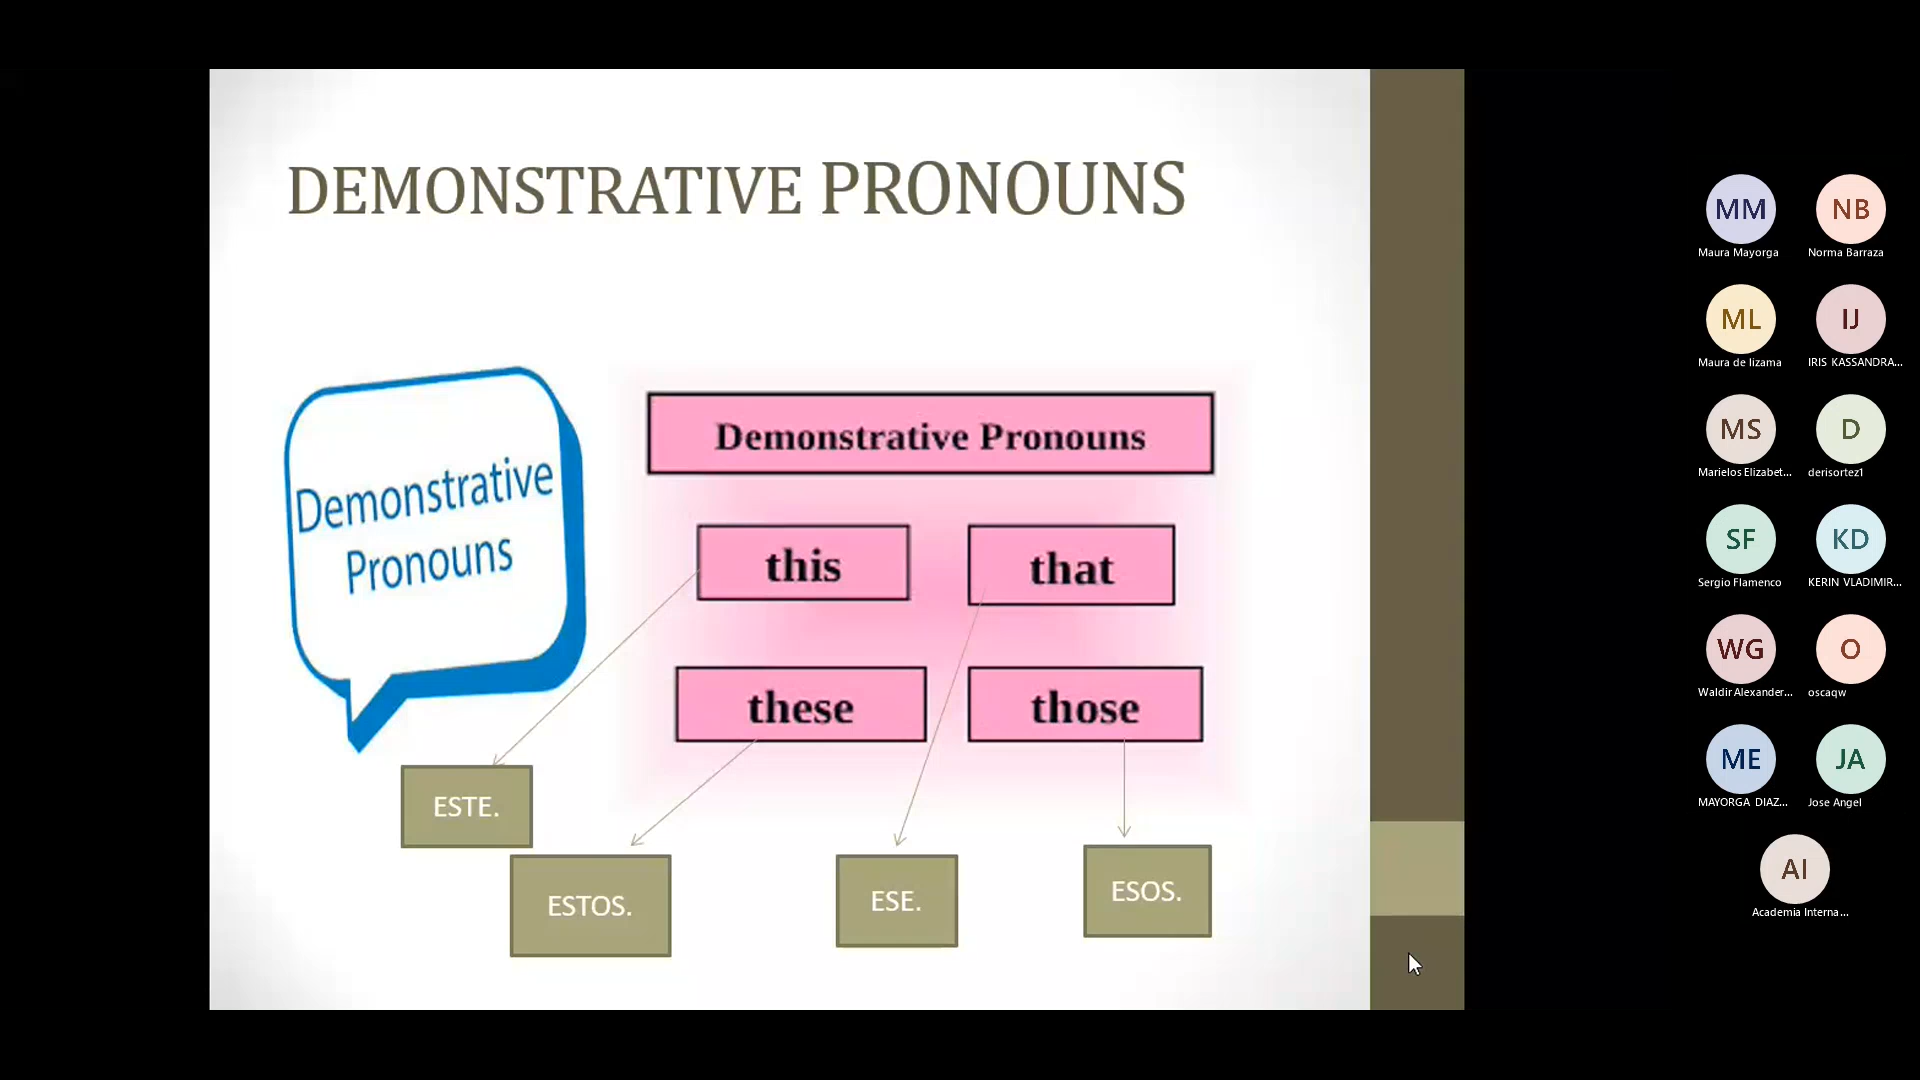 DEMONSTRATIVE PRONOUNS
Demonstrative
Pronouns
Demonstrative Pronouns
this
that
these
those
ESTE.
ESTOS.
ESE.
ESOS.
MM
Maura Mayorga
NB
Norma Barraza
ML
Maura de lizama
IJ
IRIS KASSANDRA...
MS
Marielos Elizabet...
D
derisortez1
SF
Sergio Flamenco
KD
KERIN VLADIMIR...
WG
Waldir Alexander...
O
oscaqw
ME
MAYORGA DIAZ...
JA
Jose Angel
AI
Academia Interna...